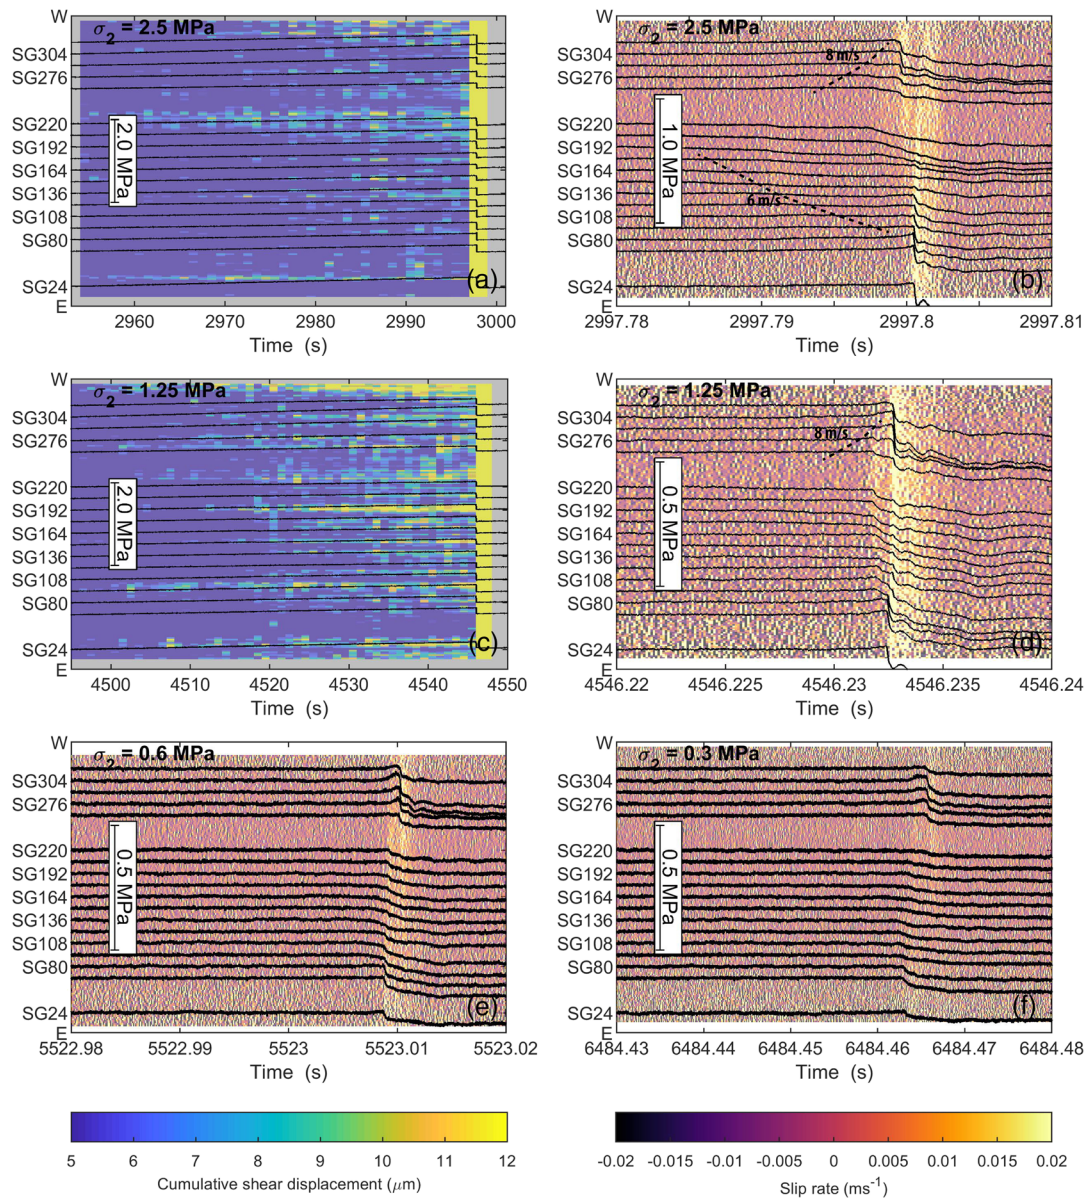 W
σ2 = 2.5 MPa
SG304
SG276
SG220
2.0 MPa
SG192
SG164
SG136
SG108
SG80
SG24
(a)
E
2960 2970 2980 2990 3000
Time (s)
W
σ2 = 2.5 MPa
SG304
8 m/s
SG276
SG220
1.0 MPa
SG192
SG164
SG136
6 m/s
SG108
SG80
SG24
(b)
E
2997.78 2997.79 2997.8 2997.81
Time (s)
W
σ2 = 1.25 MPa
SG304
SG276
SG220
2.0 MPa
SG192
SG164
SG136
SG108
SG80
SG24
(c)
E
4500 4510 4520 4530 4540 4550
Time (s)
W
σ2 = 1.25 MPa
SG304
8 m/s
SG276
SG220
0.5 MPa
SG192
SG164
SG136
SG108
SG80
SG24
(d)
E
4546.22 4546.225 4546.23 4546.235 4546.24
Time (s)
W
σ2 = 0.6 MPa
SG304
SG276
SG220
0.5 MPa
SG192
SG164
SG136
SG108
SG80
SG24
(e)
E
5522.98 5522.99 5523 5523.01 5523.02
Time (s)
W
σ2 = 0.3 MPa
SG304
SG276
SG220
0.5 MPa
SG192
SG164
SG136
SG108
SG80
SG24
(f)
E
6484.43 6484.44 6484.45 6484.46 6484.47 6484.48
Time (s)
5 6 7 8 9 10 11 12
Cumulative shear displacement (μm)
-0.02 -0.015 -0.01 -0.005 0 0.005 0.01 0.015 0.02
Slip rate (ms-1)